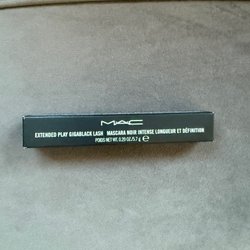 MAC
EXTENDED PLAY GIGABLACK LASH MASCARA NOIR INTENSE LONGUEUR ET DÉFINITION
POIDS NET WT. 0.20 OZ/5.7 g ℮